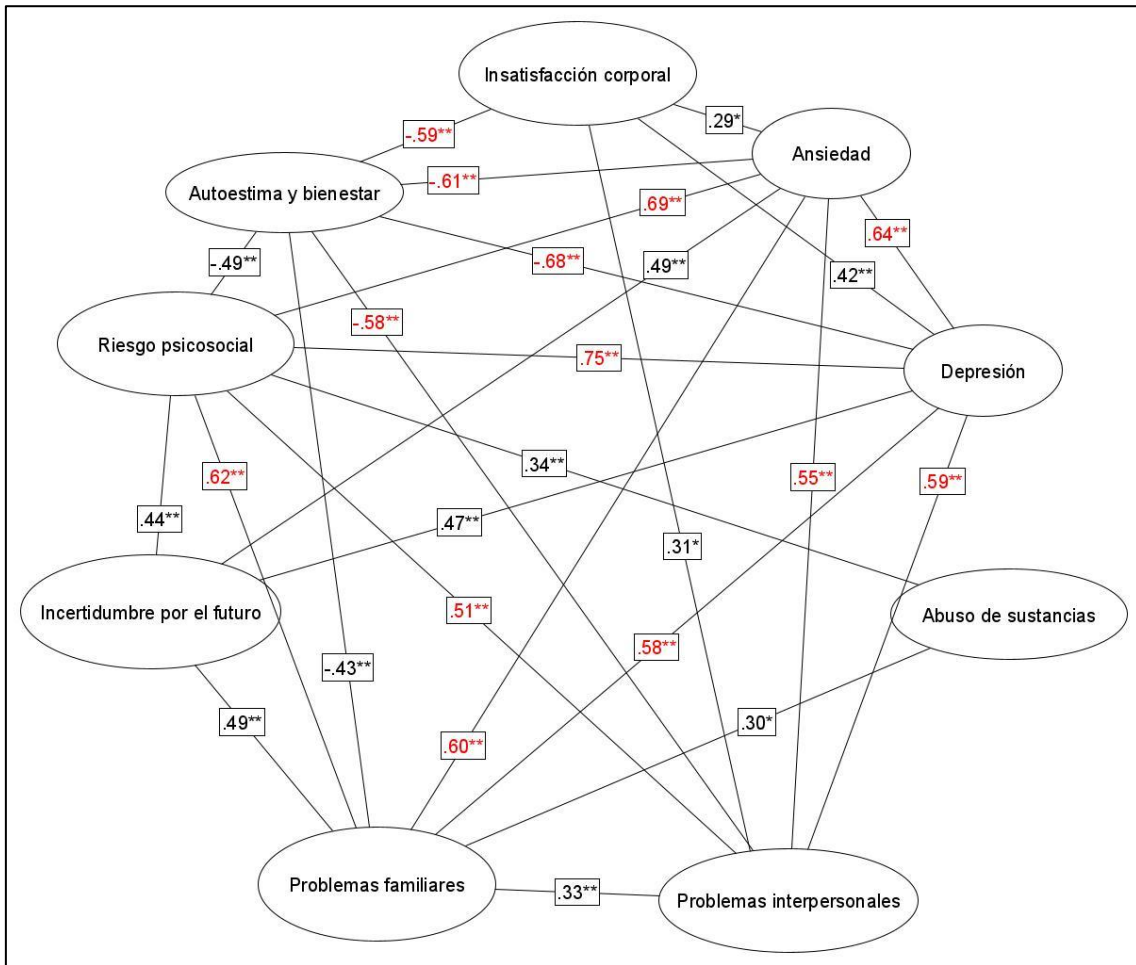 Insatisfacción corporal
.29*
-.59**
Ansiedad
Autoestima y bienestar
-.61**
.69**
.64**
-.49**
-.68**
.49**
.42**
-.58**
Riesgo psicosocial
.75**
Depresión
.34**
.62**
.55**
.59**
.44**
.47**
.31*
Incertidumbre por el futuro
.51**
Abuso de sustancias
.58**
-.43**
.49**
.30*
.60**
Problemas familiares
.33**
Problemas interpersonales